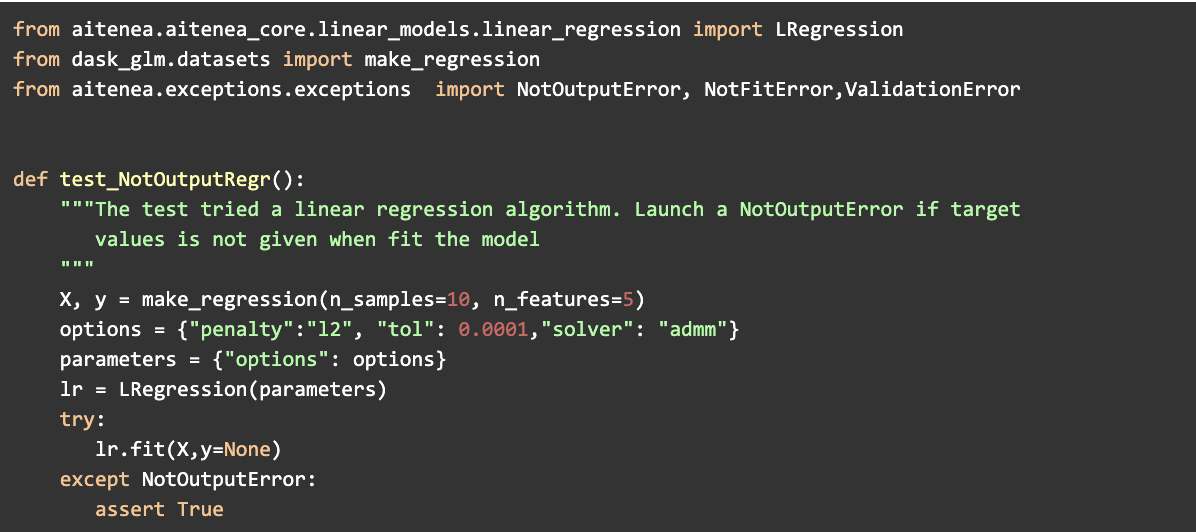 from aitenea.aitenea_core.linear_models.linear_regression import LRegression
from dask_glm.datasets import make_regression
from aitenea.exceptions.exceptions  import NotOutputError, NotFitError,ValidationError


def test_NotOutputRegr():
    """The test tried a linear regression algorithm. Launch a NotOutputError if target
       values is not given when fit the model
    """
    X, y = make_regression(n_samples=10, n_features=5)
    options = {"penalty":"l2", "tol": 0.0001,"solver": "admm"}
    parameters = {"options": options}
    lr = LRegression(parameters)
    try:
       lr.fit(X,y=None)
    except NotOutputError:
       assert True